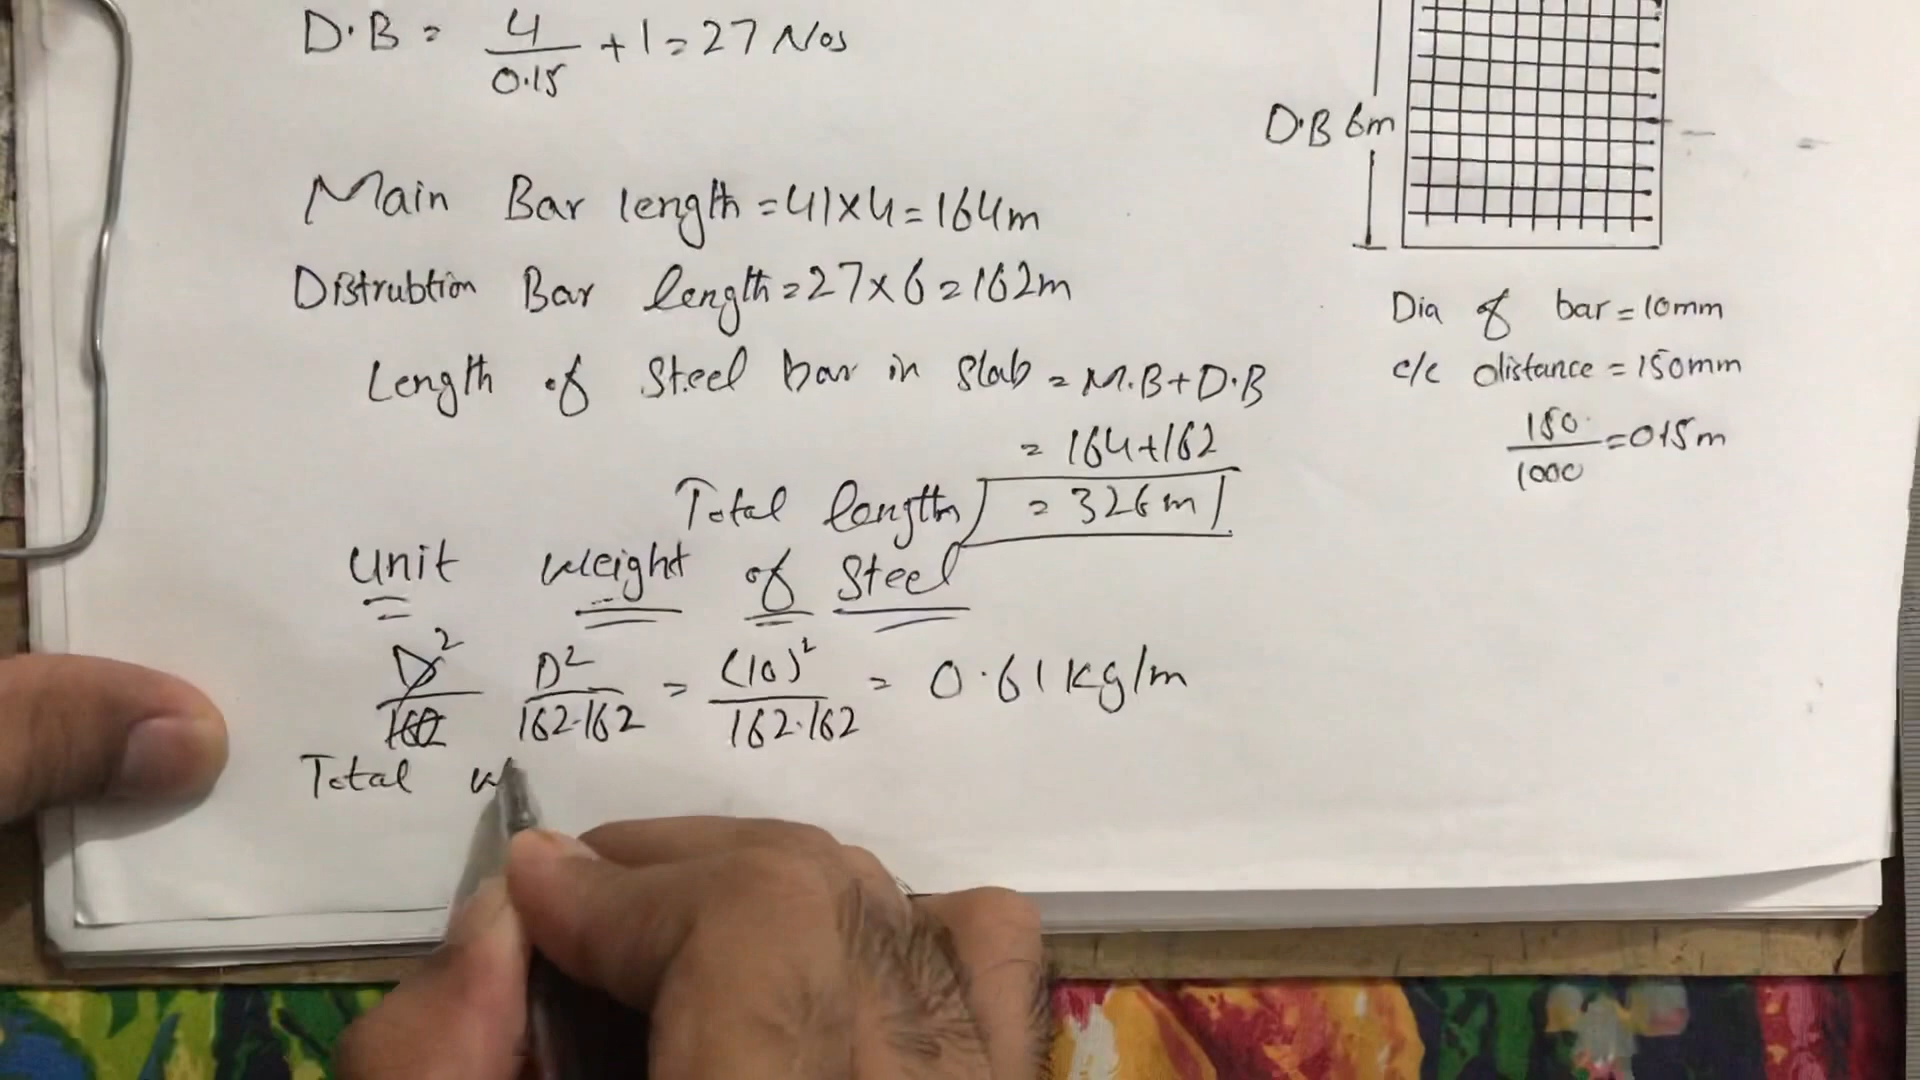 D.B = 4/0.15 + 1 = 27 Nos
Main Bar length = 41×4 = 164m
Distrubtion Bar length = 27×6 = 162m
Length of steel bar in slab = M.B + D.B
= 164+162
Total length = 326m
Unit weight of Steel
D²/162 D²/162.162 = (10)²/162.162 = 0.61 kg/m
Total w
D.B 6m
Dia of bar = 10mm
c/c distance = 150mm
150/1000 = 0.15m